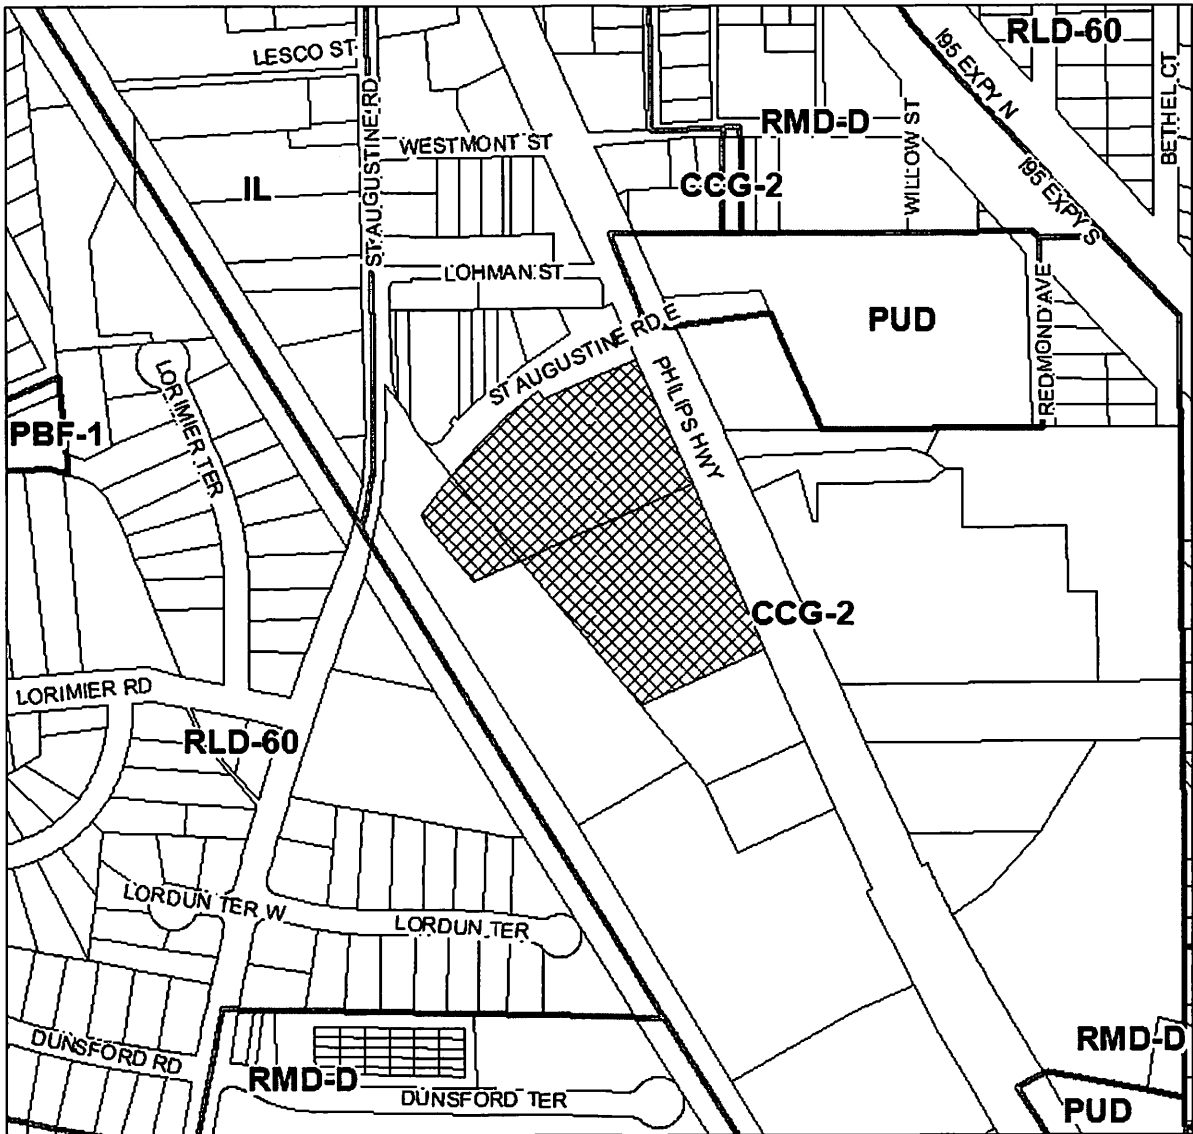 RLD-60
I95 EXPY N
LESCO ST
BETHEL CT
ST AUGUSTINE RD
RMD-D
WILLOW ST
WESTMONT ST
I95 EXPY S
IL
CCG-2
LOHMAN ST
PUD
REDMOND AVE
ST AUGUSTINE RD E
PHILIPS HWY
LORIMIER TER
PBF-1
CCG-2
LORIMIER RD
RLD-60
LORDUN TER W
LORDUN TER
DUNSFORD RD
RMD-D
RMD-D
DUNSFORD TER
PUD